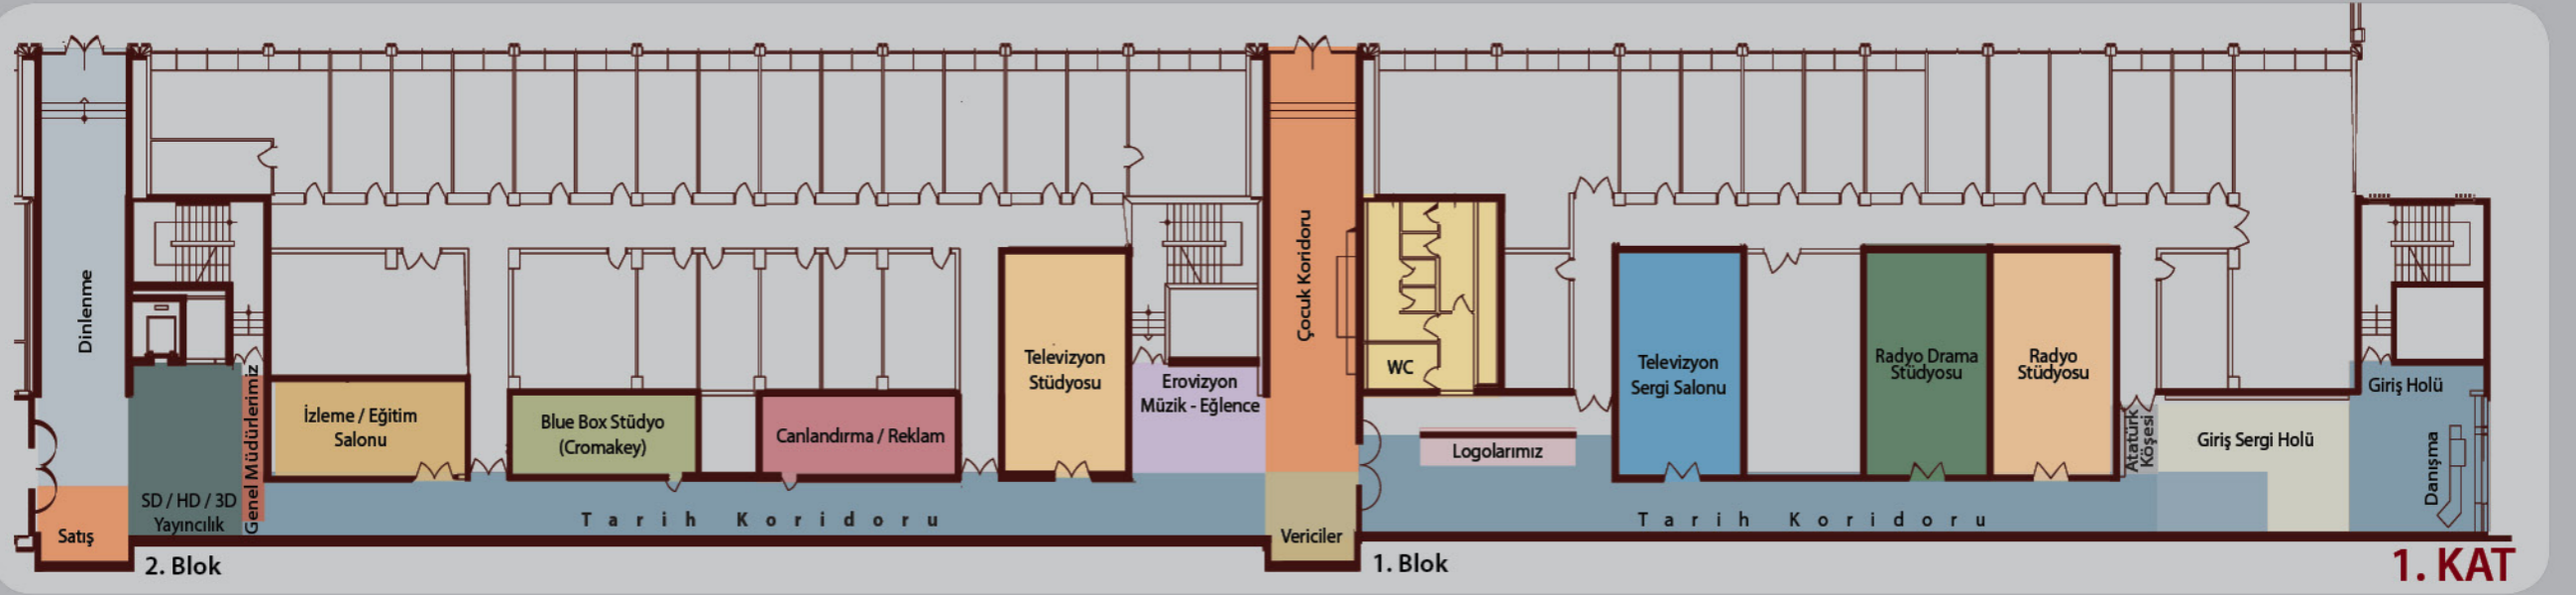 Dinlenme
Satış
SD / HD / 3D
Yayıncılık
Genel Müdürlerimiz
İzleme / Eğitim
Salonu
Blue Box Stüdyo
(Cromakey)
Canlandırma / Reklam
Televizyon
Stüdyosu
Erovizyon
Müzik - Eğlence
Tarih Koridoru
2. Blok
Çocuk Koridoru
Vericiler
WC
Logolarımız
Televizyon
Sergi Salonu
Radyo Drama
Stüdyosu
Radyo
Stüdyosu
Atatürk
Köşesi
Giriş Sergi Holü
Giriş Holü
Danışma
Tarih Koridoru
1. Blok
1. KAT